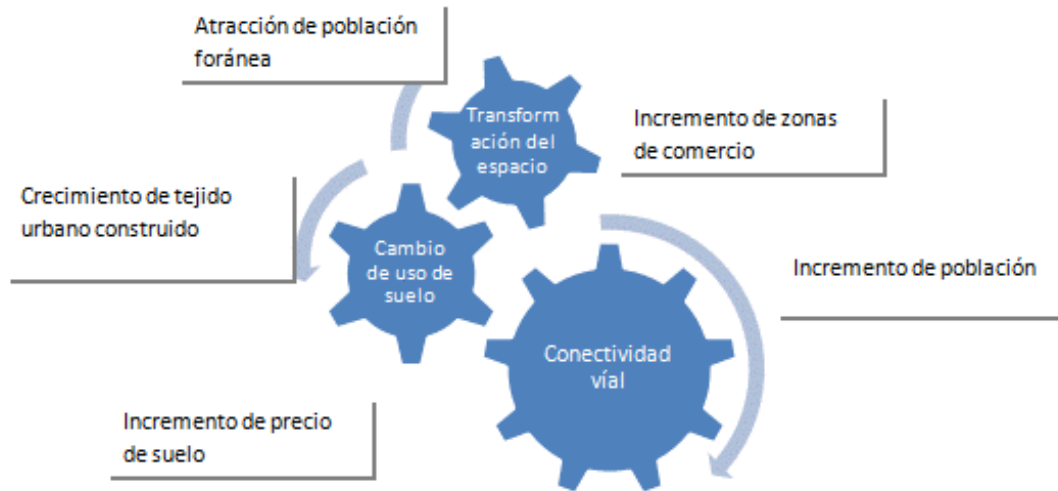 Atracción de población
foránea
Transform
ación del
espacio
Incremento de zonas
de comercio
Crecimiento de tejido
urbano construido
Cambio
de uso de
suelo
Incremento de población
Conectividad
víal
Incremento de precio
de suelo